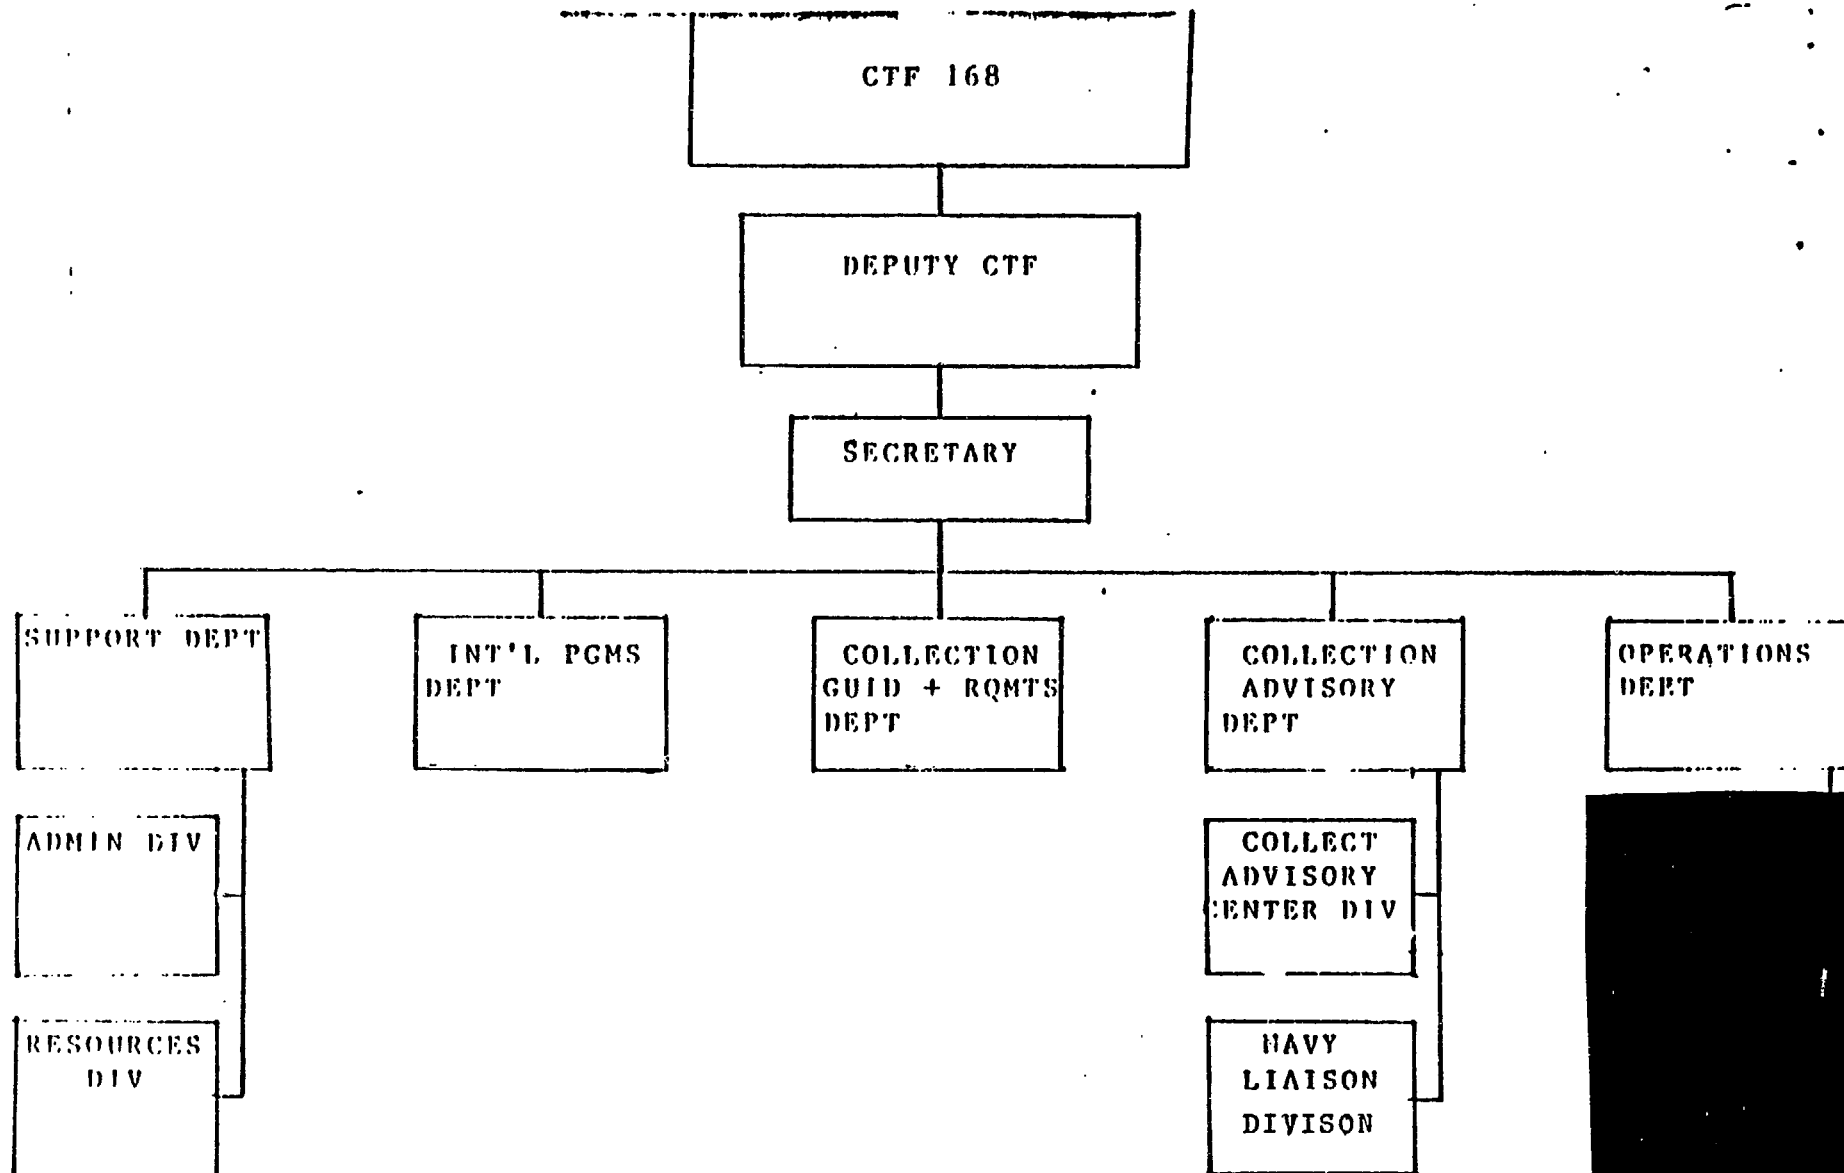 CTF 168
DEPUTY CTF
SECRETARY
SUPPORT DEPT
INT'L PGMS
DEPT
COLLECTION
GUID + RQMTS
DEPT
COLLECTION
ADVISORY
DEPT
OPERATIONS
DEPT
ADMIN DIV
COLLECT
ADVISORY
CENTER DIV
RESOURCES
DIV
NAVY
LIAISON
DIVISON